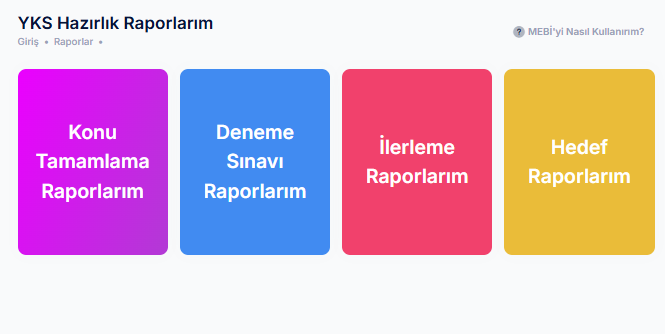 YKS Hazırlık Raporlarım
Giriş • Raporlar •
? MEBİ'yi Nasıl Kullanırım?
Konu
Tamamlama
Raporlarım
Deneme
Sınavı
Raporlarım
İlerleme
Raporlarım
Hedef
Raporlarım